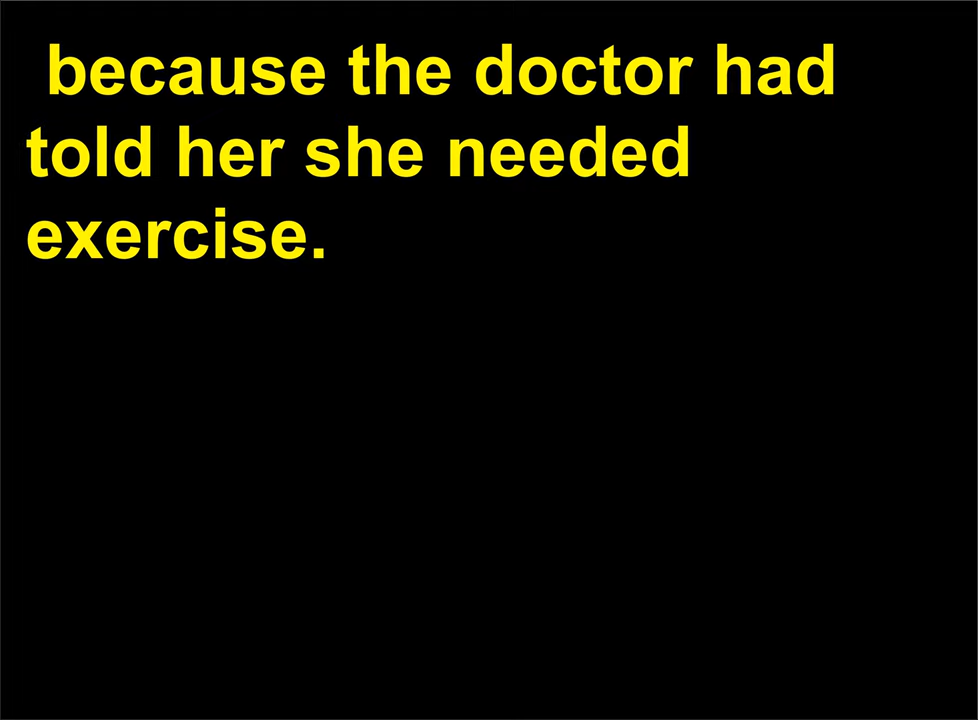 because the doctor had
told her she needed
exercise.